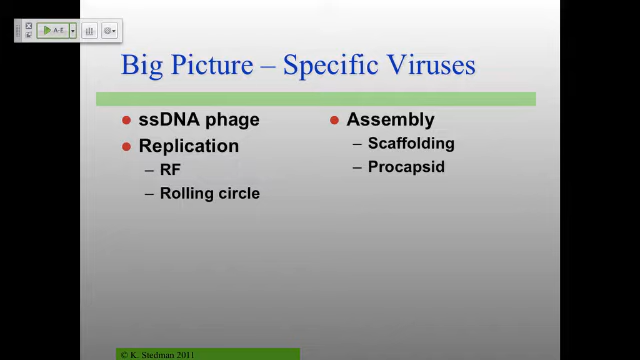 A-E
Big Picture – Specific Viruses
ssDNA phage
Replication
– RF
– Rolling circle
Assembly
– Scaffolding
– Procapsid
© K. Stedman 2011